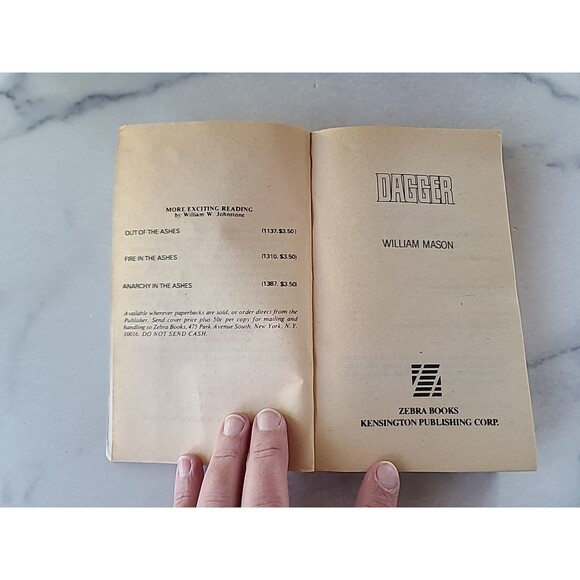 MORE EXCITING READING
by William W. Johnstone
OUT OF THE ASHES (1137, $3.50)
FIRE IN THE ASHES (1310, $3.50)
ANARCHY IN THE ASHES (1387, $3.50)
Available wherever paperbacks are sold, or order direct from the
Publisher. Send cover price plus 50¢ per copy for mailing and
handling to Zebra Books, 475 Park Avenue South, New York, N.Y.
10016. DO NOT SEND CASH.
DAGGER
WILLIAM MASON
ZEBRA BOOKS
KENSINGTON PUBLISHING CORP.